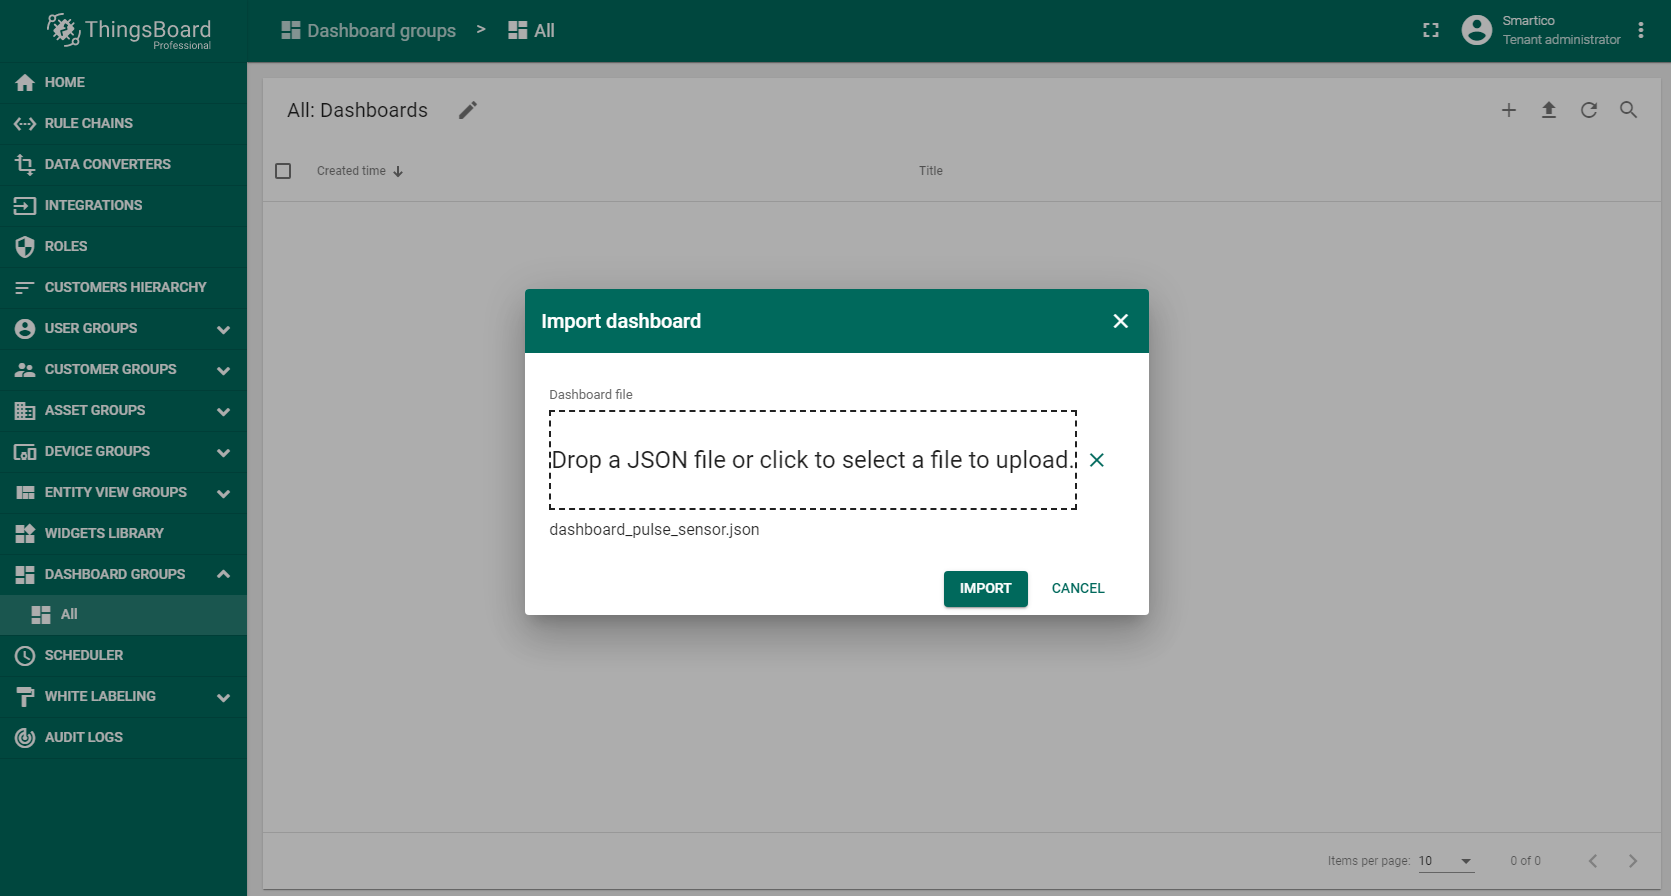 ThingsBoard
Professional
Dashboard groups > All
Smartico
Tenant administrator
HOME
RULE CHAINS
DATA CONVERTERS
INTEGRATIONS
ROLES
CUSTOMERS HIERARCHY
USER GROUPS
CUSTOMER GROUPS
ASSET GROUPS
DEVICE GROUPS
ENTITY VIEW GROUPS
WIDGETS LIBRARY
DASHBOARD GROUPS
All
SCHEDULER
WHITE LABELING
AUDIT LOGS
All: Dashboards
Created time Title
Import dashboard
Dashboard file
Drop a JSON file or click to select a file to upload.
dashboard_pulse_sensor.json
IMPORT CANCEL
Items per page: 10 0 of 0